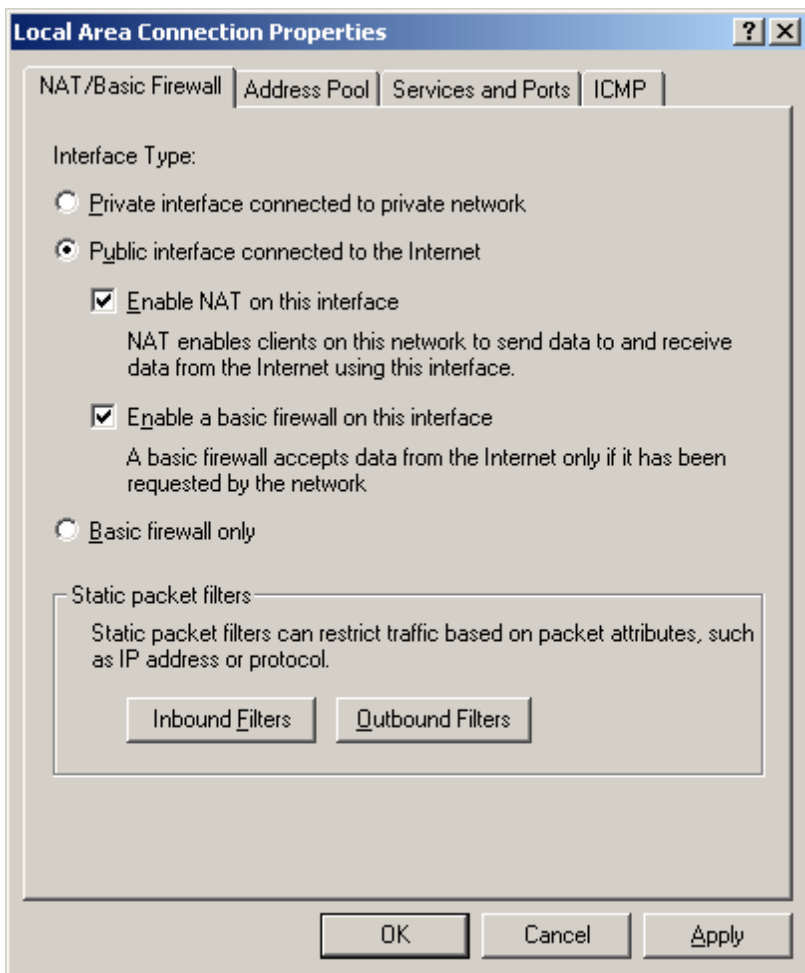 Local Area Connection Properties
NAT/Basic Firewall Address Pool Services and Ports ICMP
Interface Type:
Private interface connected to private network
Public interface connected to the Internet
Enable NAT on this interface
NAT enables clients on this network to send data to and receive
data from the Internet using this interface.
Enable a basic firewall on this interface
A basic firewall accepts data from the Internet only if it has been
requested by the network
Basic firewall only
Static packet filters
Static packet filters can restrict traffic based on packet attributes, such
as IP address or protocol.
Inbound Filters Outbound Filters
OK Cancel Apply